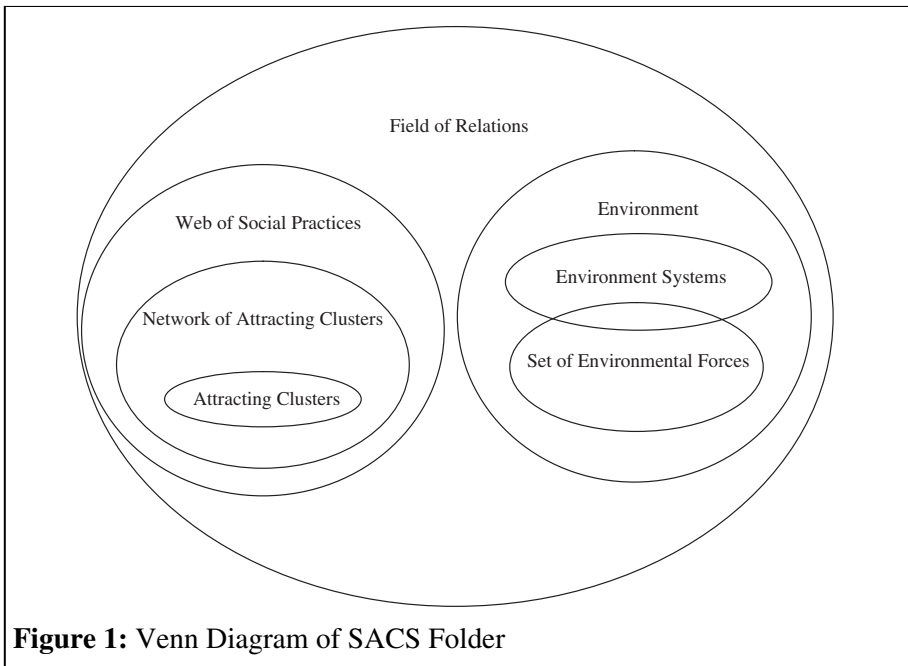 Field of Relations
Web of Social Practices
Network of Attracting Clusters
Attracting Clusters
Environment
Environment Systems
Set of Environmental Forces
Figure 1: Venn Diagram of SACS Folder